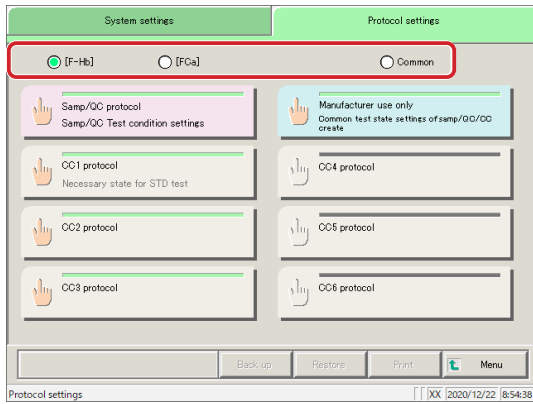 System settings
Protocol settings
[F-Hb]
[FCa]
Common
Samp/QC protocol
Samp/QC Test condition settings
Manufacturer use only
Common test state settings of samp/QC/CC
create
CC1 protocol
Necessary state for STD test
CC4 protocol
CC2 protocol
CC5 protocol
CC3 protocol
CC6 protocol
Back up
Restore
Print
Menu
Protocol settings
XX
2020/12/22
8:54:38